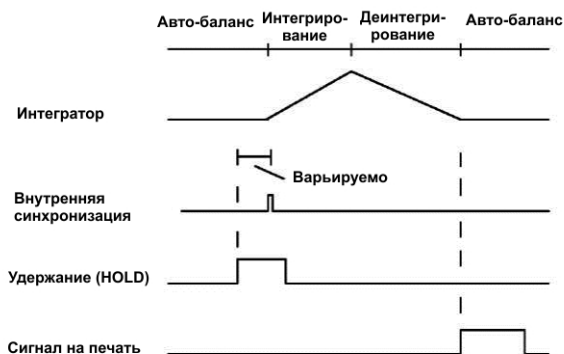 Авто-баланс
Интегриро-
вание
Деинтегри-
рование
Авто-баланс
Интегратор
Варьируемо
Внутренняя
синхронизация
Удержание (HOLD)
Сигнал на печать